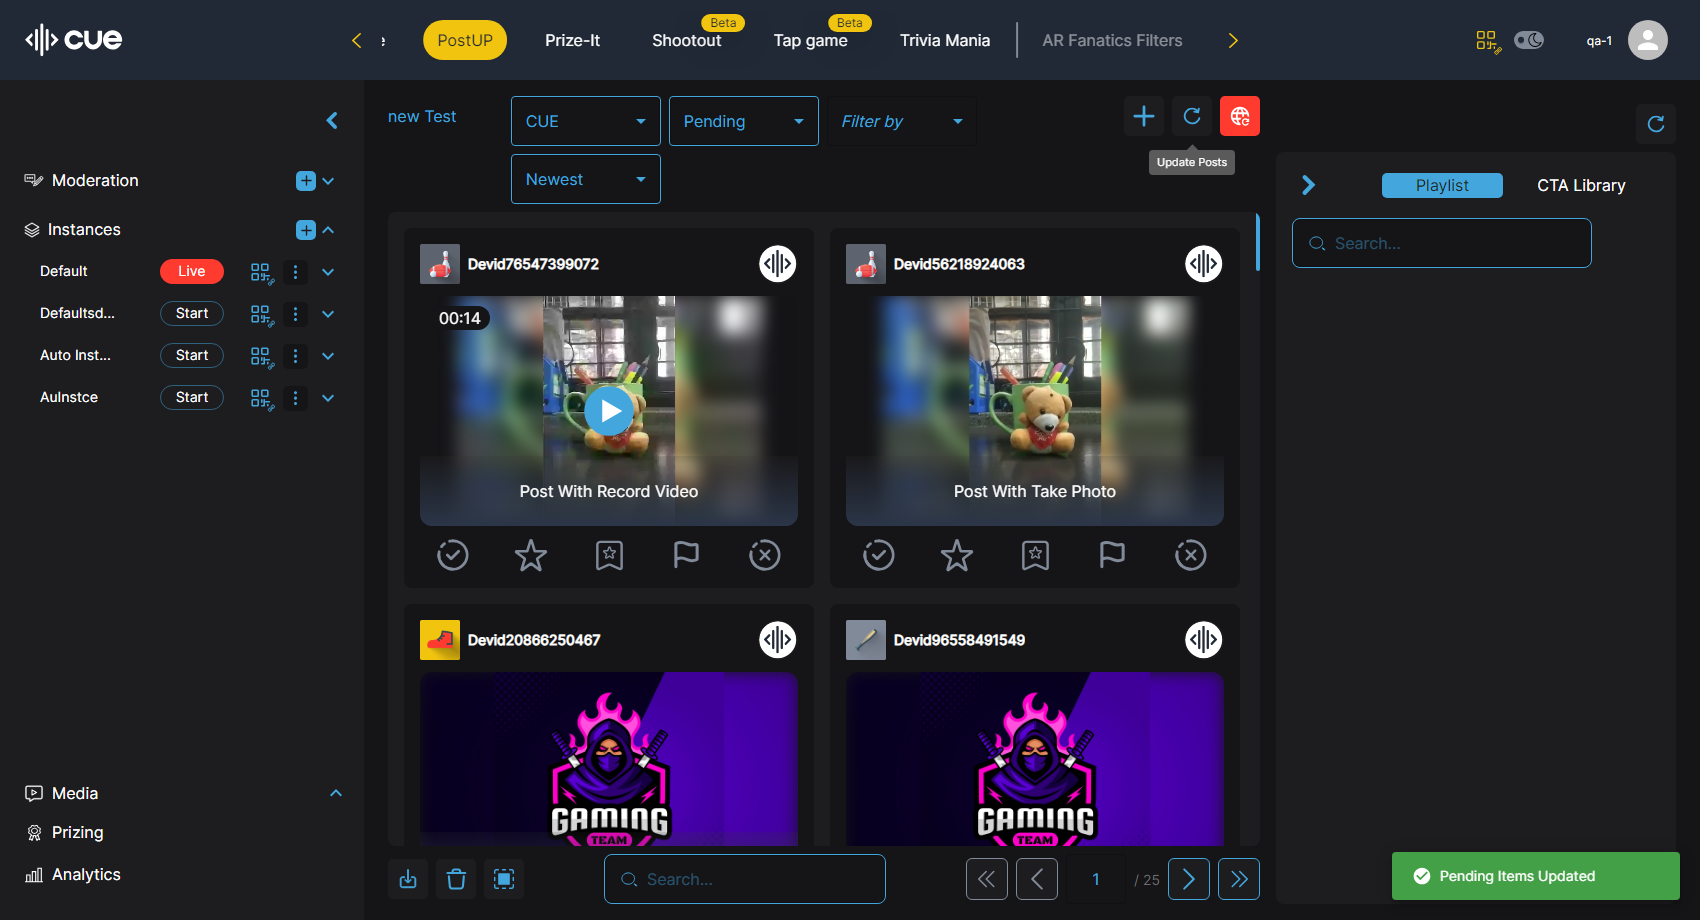 cue
PostUP
Prize-It
Shootout
Beta
Tap game
Beta
Trivia Mania
AR Fanatics Filters
qa-1
Moderation
Instances
Default
Live
Defaultsd...
Start
Auto Inst...
Start
AuInstce
Start
Media
Prizing
Analytics
new Test
CUE
Pending
Filter by
Newest
Update Posts
Devid76547399072
00:14
Post With Record Video
Devid56218924063
Post With Take Photo
Devid20866250467
GAMING
TEAM
Devid96558491549
GAMING
TEAM
Search...
1
/ 25
Playlist
CTA Library
Search...
Pending Items Updated